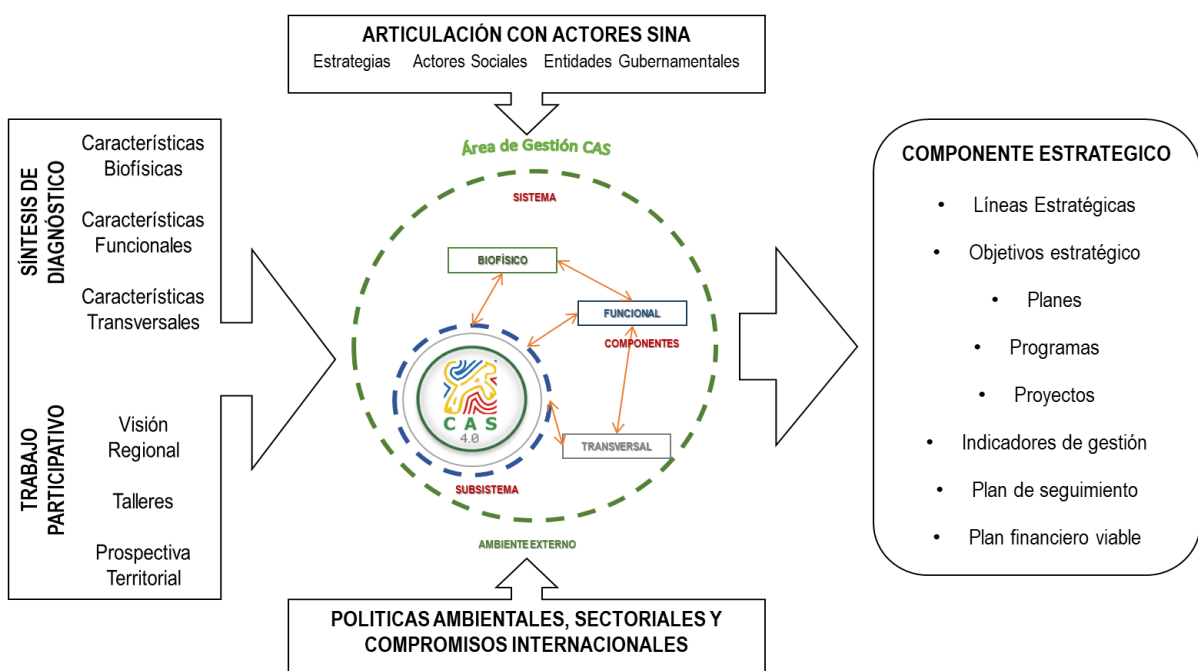 ARTICULACIÓN CON ACTORES SINA
Estrategias Actores Sociales Entidades Gubernamentales
SÍNTESIS DE
DIAGNÓSTICO
Características
Biofísicas
Características
Funcionales
Características
Transversales
TRABAJO
PARTICIPATIVO
Visión
Regional
Talleres
Prospectiva
Territorial
Área de Gestión CAS
SISTEMA
BIOFÍSICO
FUNCIONAL
COMPONENTES
CAS
4.0
TRANSVERSAL
SUBSISTEMA
AMBIENTE EXTERNO
POLITICAS AMBIENTALES, SECTORIALES Y
COMPROMISOS INTERNACIONALES
COMPONENTE ESTRATEGICO
• Líneas Estratégicas
• Objetivos estratégico
• Planes
• Programas
• Proyectos
• Indicadores de gestión
• Plan de seguimiento
• Plan financiero viable